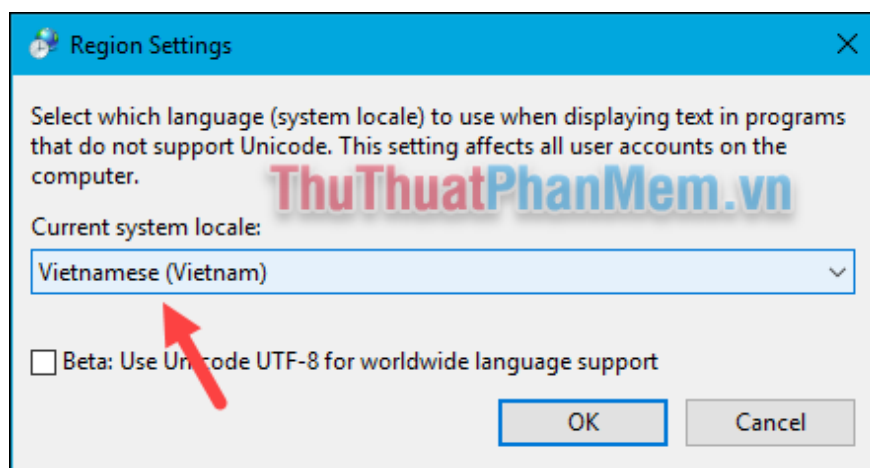 Region Settings
Select which language (system locale) to use when displaying text in programs
that do not support Unicode. This setting affects all user accounts on the
computer.
ThuThuatPhanMem.vn
Current system locale:
Vietnamese (Vietnam)
Beta: Use Unicode UTF-8 for worldwide language support
OK Cancel